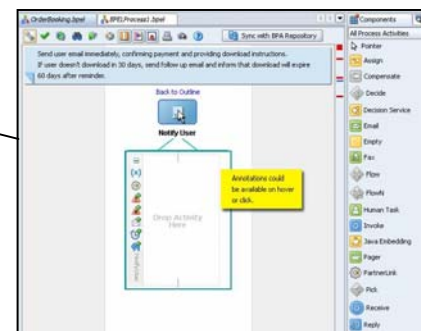 OrderBooking.bpel
BPELProcess1.bpel
Components
All Process Activities
Sync with BPA Repository
Send user email immediately, confirming payment and providing download instructions.
If user doesn't download in 30 days, send follow up email and inform that download will expire
60 days after reminder.
Back to Outline
Notify User
Annotations could
be available on hover
or click.
Drop Activity
Here
Pointer
Assign
Compensate
Decide
Decision Service
Email
Empty
Fax
Flow
FlowN
Human Task
Invoke
Java Embedding
Pager
PartnerLink
Pick
Receive
Reply